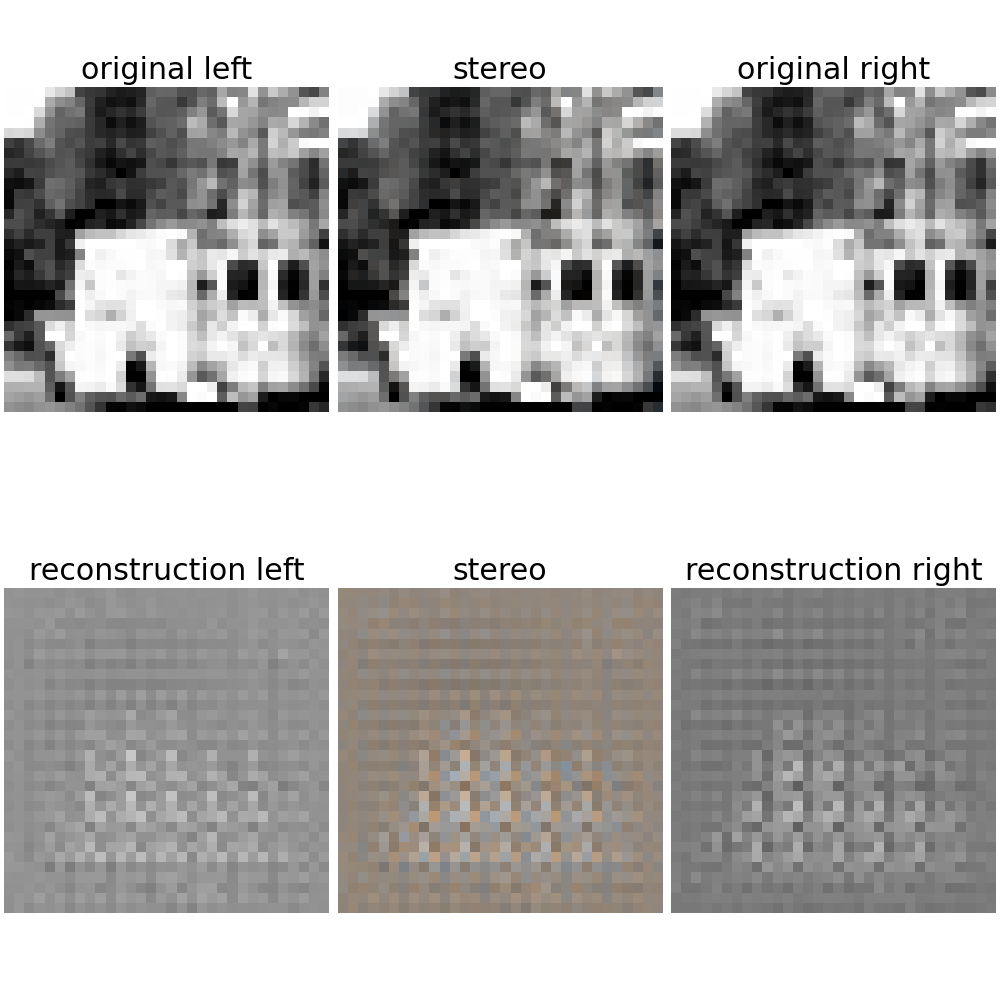 original left
stereo
original right
reconstruction left
stereo
reconstruction right